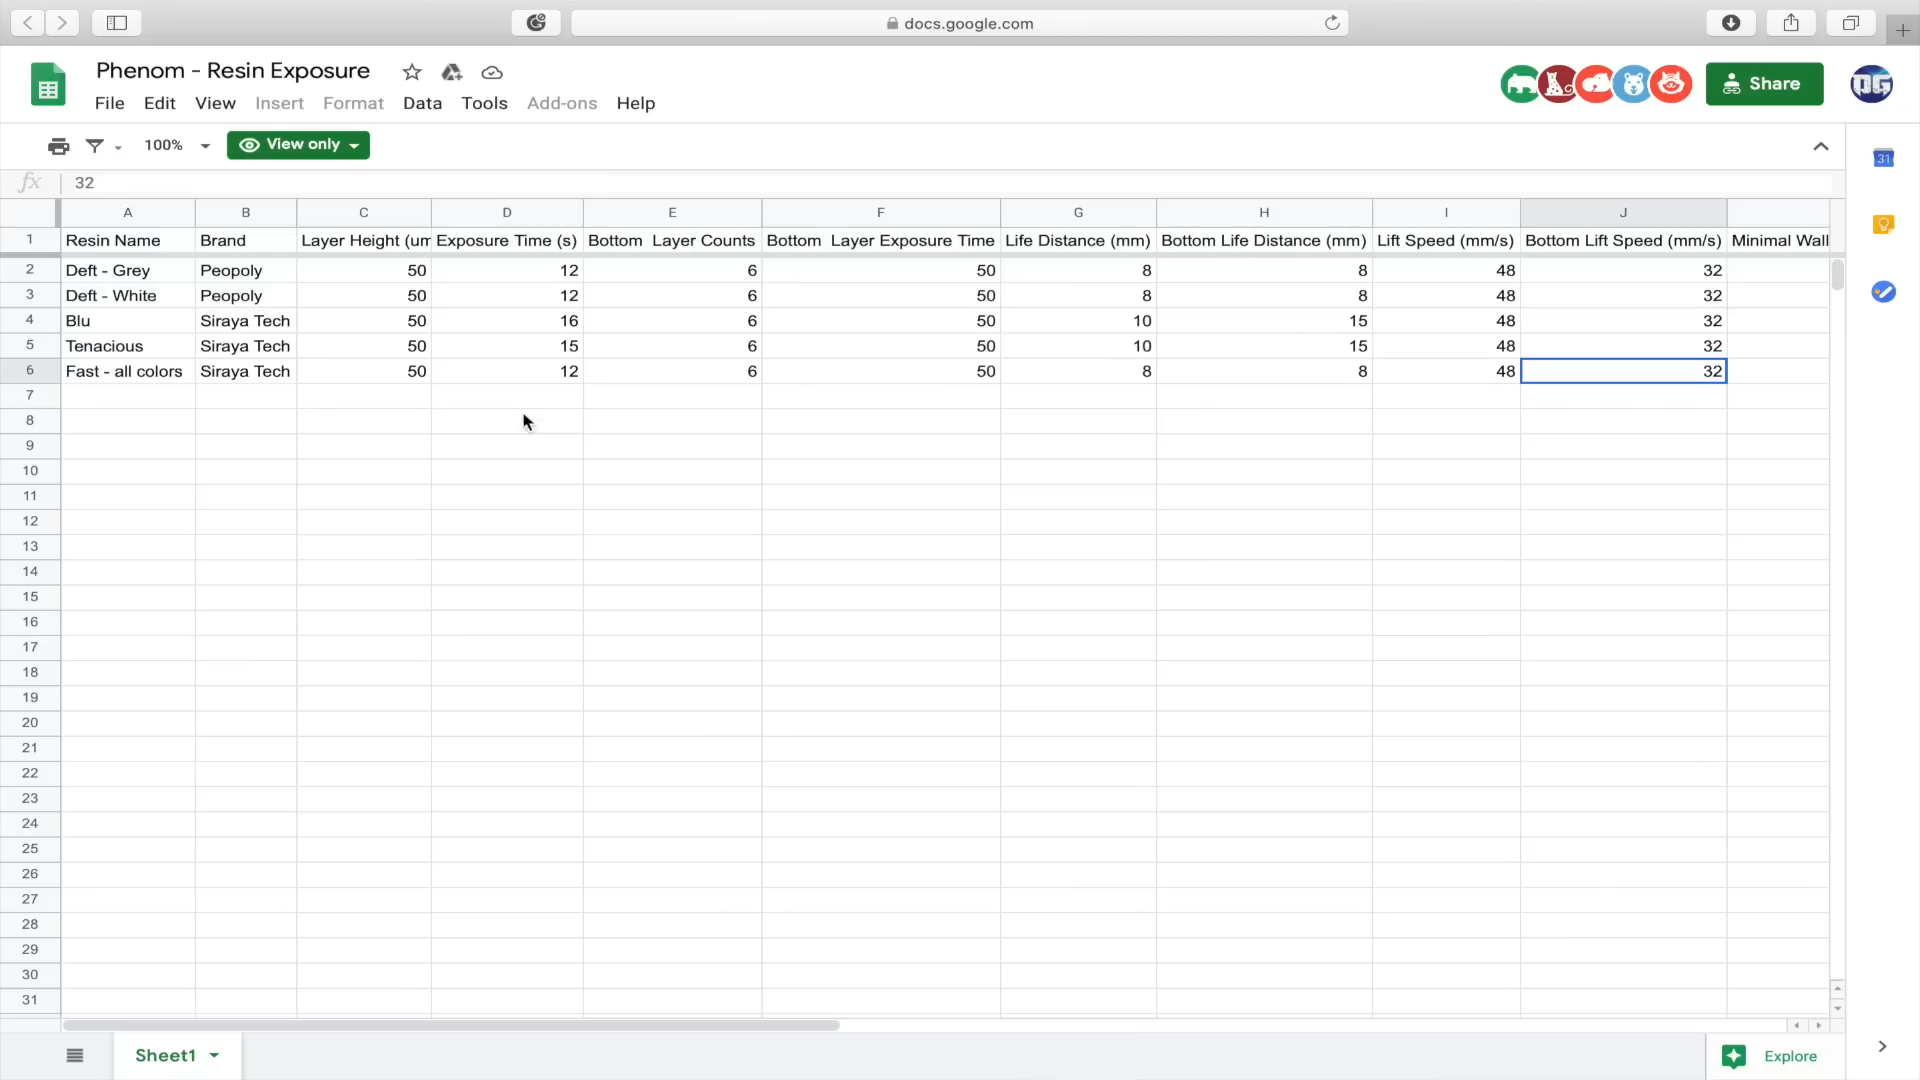 docs.google.com
Phenom - Resin Exposure
File Edit View Insert Format Data Tools Add-ons Help
Share
100% View only
fx 32
A B C D E F G H I J
1 Resin Name Brand Layer Height (um Exposure Time (s) Bottom Layer Counts Bottom Layer Exposure Time Life Distance (mm) Bottom Life Distance (mm) Lift Speed (mm/s) Bottom Lift Speed (mm/s) Minimal Wall
2 Deft - Grey Peopoly 50 12 6 50 8 8 48 32
3 Deft - White Peopoly 50 12 6 50 8 8 48 32
4 Blu Siraya Tech 50 16 6 50 10 15 48 32
5 Tenacious Siraya Tech 50 15 6 50 10 15 48 32
6 Fast - all colors Siraya Tech 50 12 6 50 8 8 48 32
7
8
9
10
11
12
13
14
15
16
17
18
19
20
21
22
23
24
25
26
27
28
29
30
31
31
Sheet1
Explore